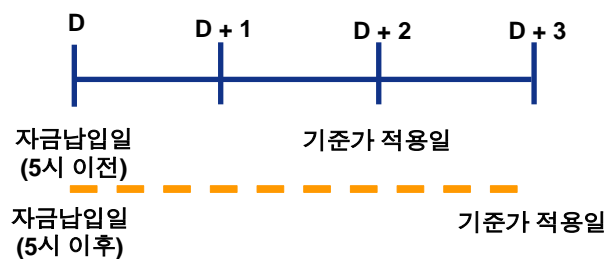 D D + 1 D + 2 D + 3
자금납입일 기준가 적용일
(5시 이전)
자금납입일 기준가 적용일
(5시 이후)